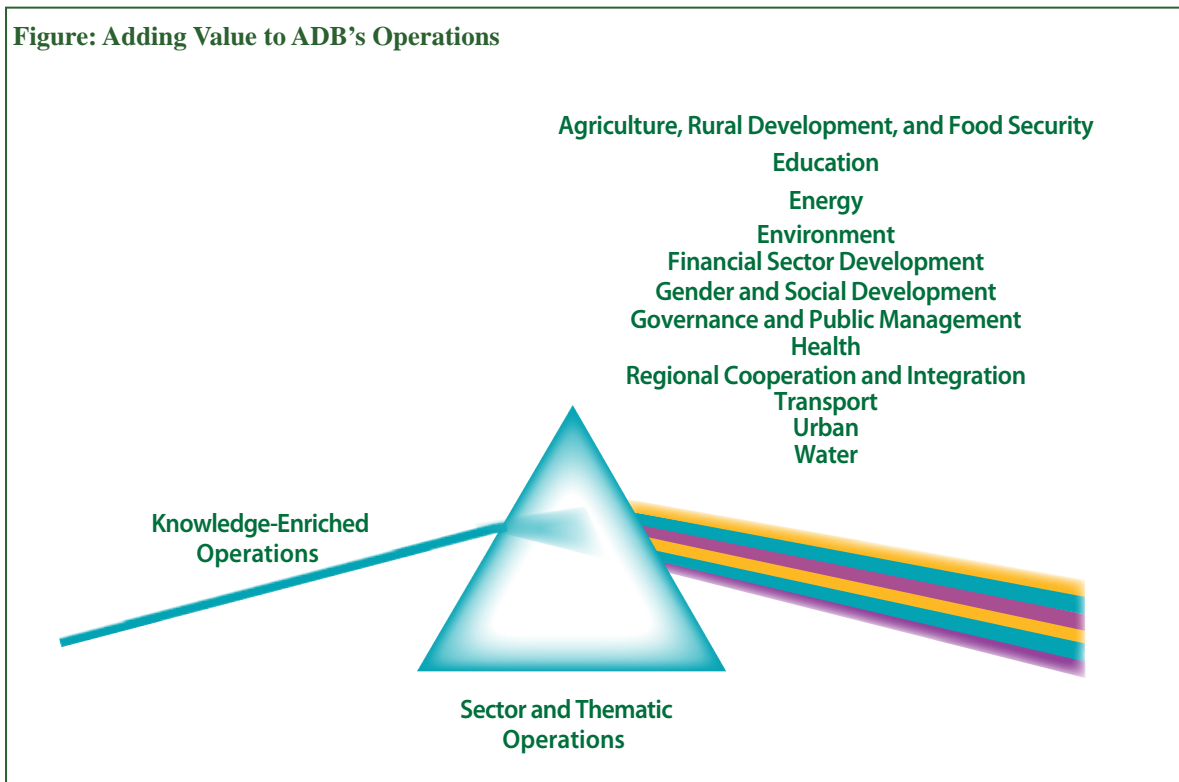 Figure: Adding Value to ADB’s Operations
Agriculture, Rural Development, and Food Security
Education
Energy
Environment
Financial Sector Development
Gender and Social Development
Governance and Public Management
Health
Regional Cooperation and Integration
Transport
Urban
Water
Knowledge-Enriched
Operations
Sector and Thematic
Operations